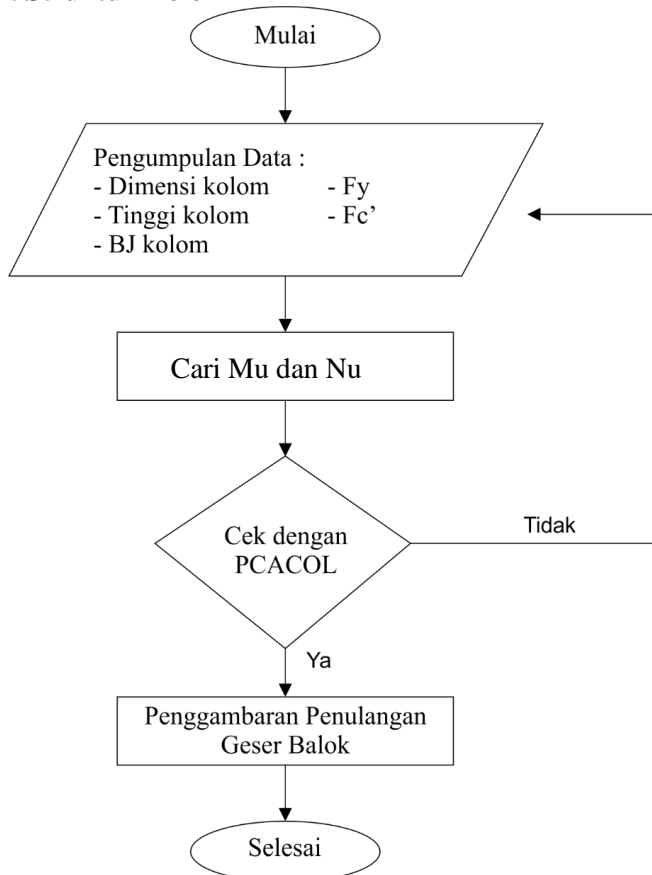 Mulai
Pengumpulan Data :
- Dimensi kolom - Fy
- Tinggi kolom - Fc’
- BJ kolom
Cari Mu dan Nu
Cek dengan
PCACOL
Tidak
Ya
Penggambaran Penulangan
Geser Balok
Selesai